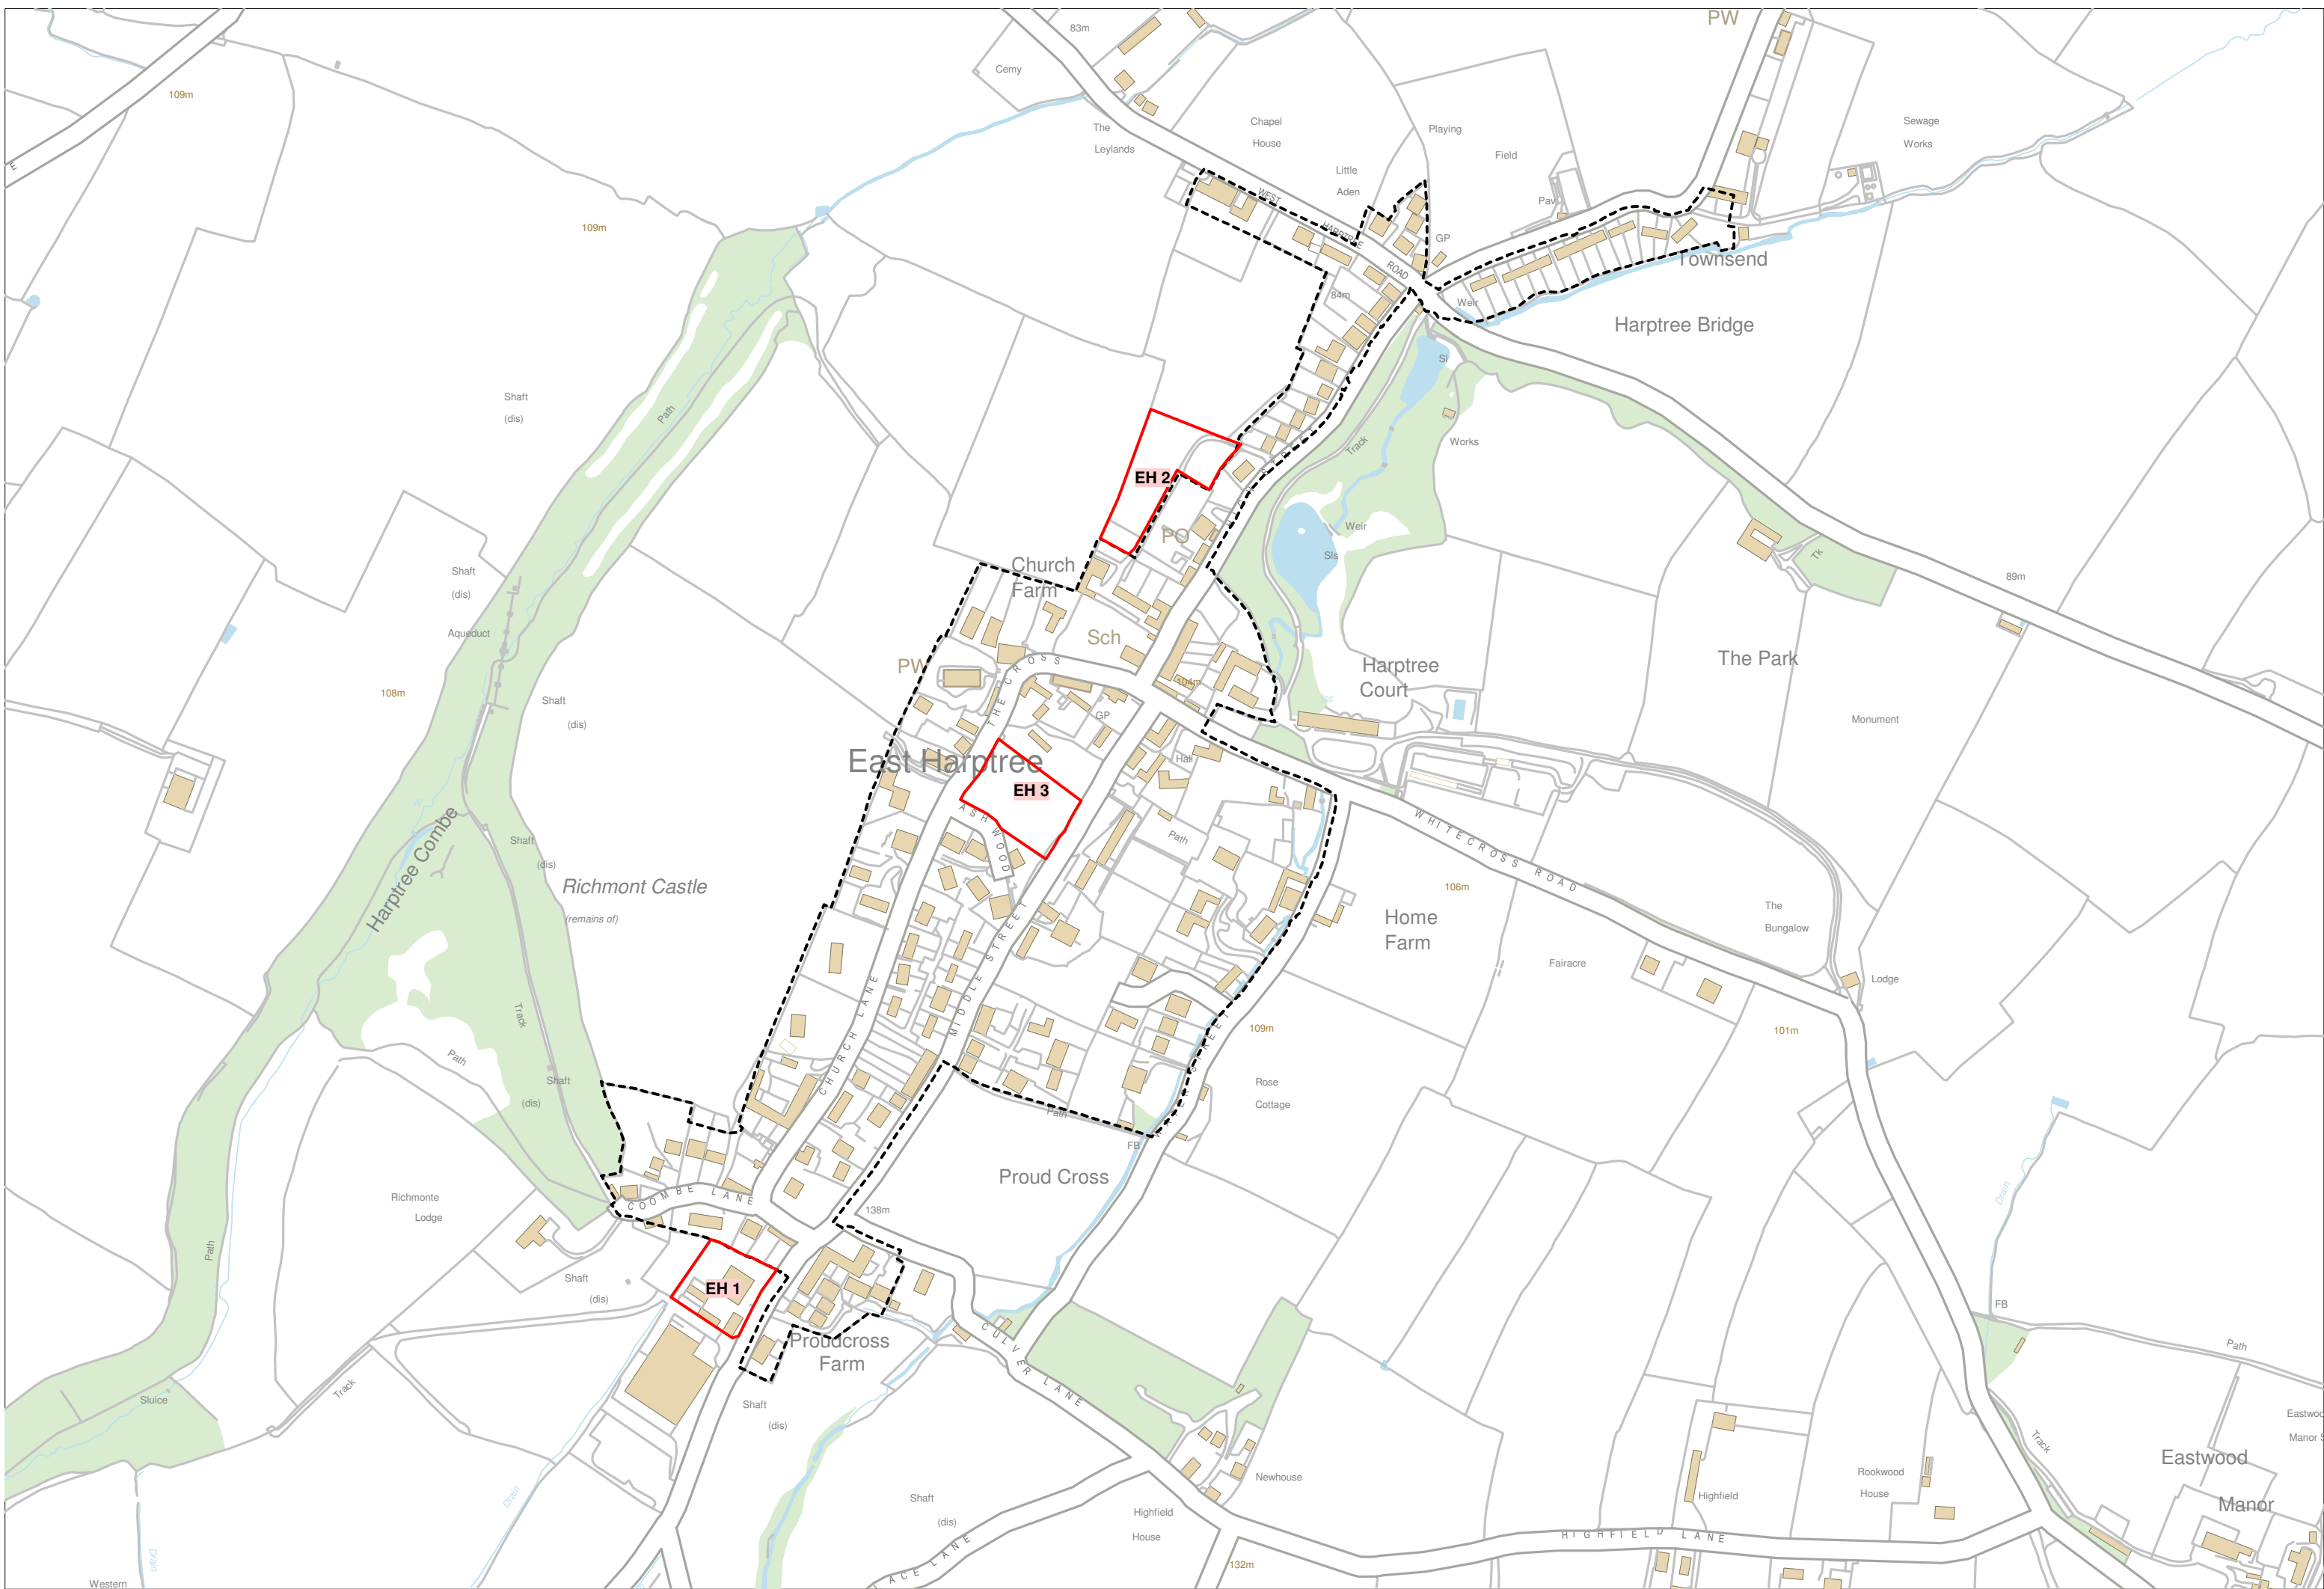 PW
83m
Cemy
109m
The
Leylands
Chapel
House
Playing
Field
Sewage
Works
Little
Aden
WEST
HARPTREE
ROAD
Pav
GP
109m
E
Townsend
84m
Weir
Harptree Bridge
Sl
Shaft
(dis)
Path
Track
Works
EH 2
PO
Weir
Sls
Tk
89m
Church
Farm
Shaft
(dis)
Aqueduct
Sch
PW
THE CROSS
Harptree
Court
The Park
108m
Shaft
(dis)
104m
GP
Monument
East Harptree
Hall
EH 3
ASHWOOD
Path
WHITECROSS ROAD
Harptree Combe
Shaft
(dis)
Richmont Castle
(remains of)
106m
Home
Farm
The
Bungalow
Fairacre
Lodge
CHURCH LANE
MIDDLE STREET
Track
Path
109m
101m
Shaft
(dis)
Rose
Cottage
Path
FB
Proud Cross
Drain
Richmonte
Lodge
COOMBE LANE
138m
Path
Shaft
(dis)
EH 1
FB
Proudcross
Farm
CULVER LANE
Path
Track
Sluice
Shaft
(dis)
Track
Eastwood
Manor
Newhouse
Rookwood
House
Highfield
Drain
Shaft
(dis)
Highfield
House
HIGHFIELD LANE
132m
LACE LANE
Drain
Western